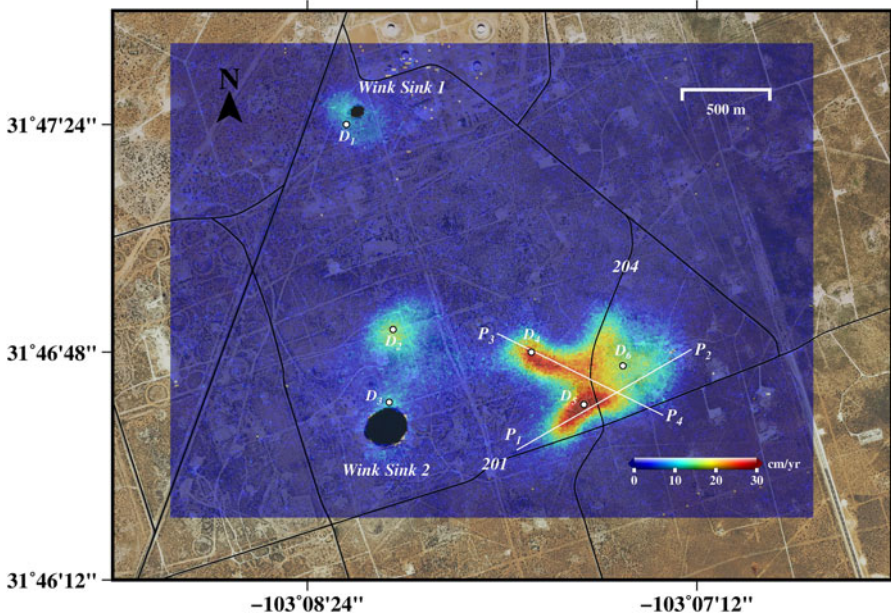 Wink Sink 1
N
500 m
31°47'24''
D1
204
P3
D4
P2
D2
D6
31°46'48''
D3
D5
P1
P4
201
Wink Sink 2
cm/yr
0 10 20 30
31°46'12''
−103°08'24'' −103°07'12''